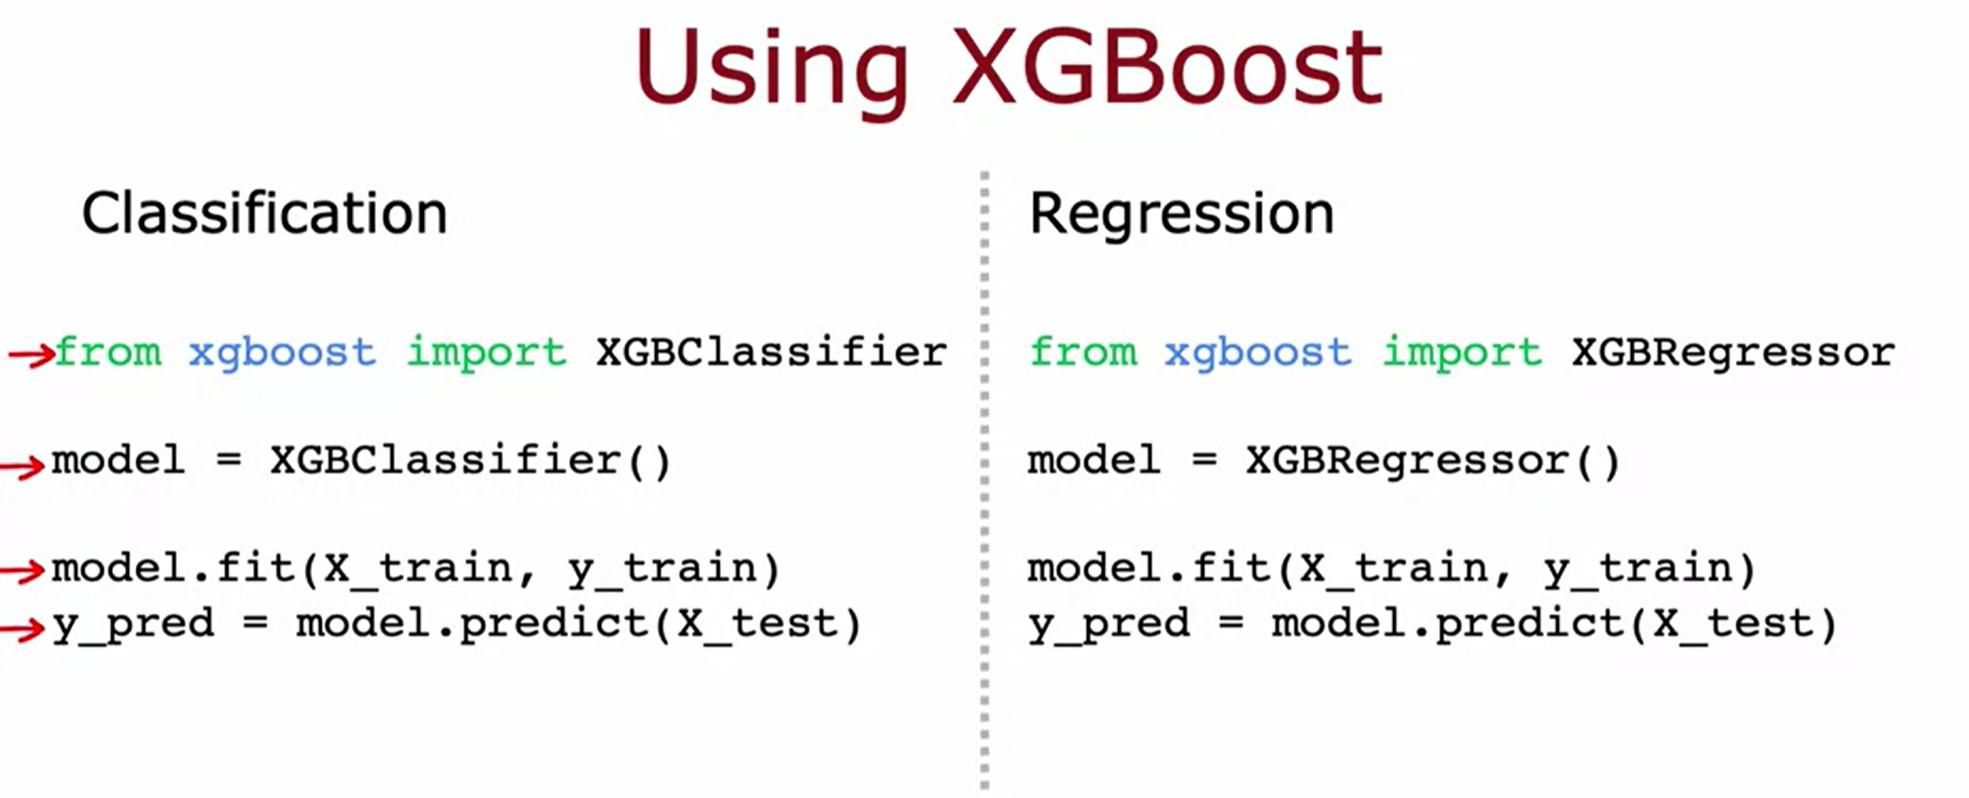 Using XGBoost
Classification
from xgboost import XGBClassifier
model = XGBClassifier()
model.fit(X_train, y_train)
y_pred = model.predict(X_test)
Regression
from xgboost import XGBRegressor
model = XGBRegressor()
model.fit(X_train, y_train)
y_pred = model.predict(X_test)